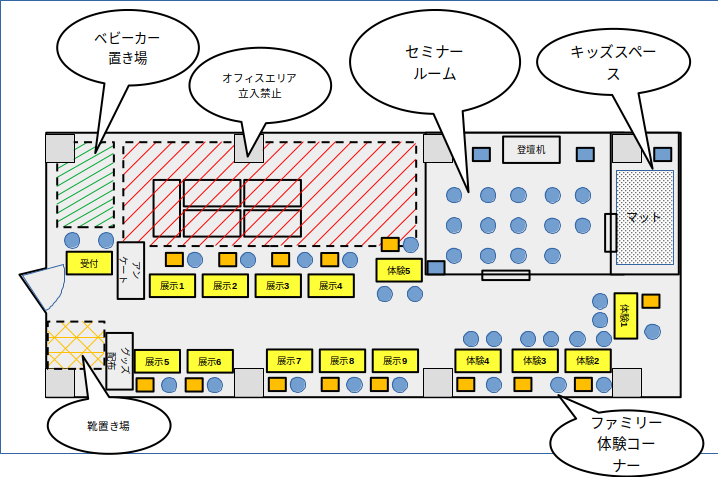 ベビーカー
置き場
オフィスエリア
立入禁止
セミナー
ルーム
キッズスペー
ス
登壇机
マット
受付
アン
ケート
体験5
展示1
展示2
展示3
展示4
体験1
グッズ
配布
展示5
展示6
展示7
展示8
展示9
体験4
体験3
体験2
靴置き場
ファミリー
体験コー
ナー